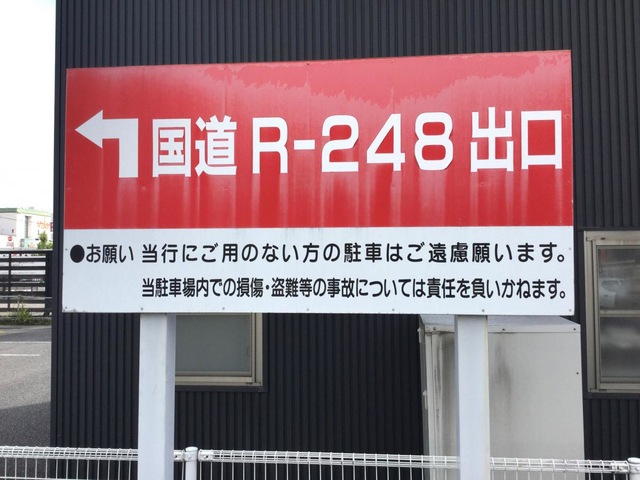 国道 R-248 出口
●お願い 当行にご用のない方の駐車はご遠慮願います。
当駐車場内での損傷・盗難等の事故については責任を負いかねます。